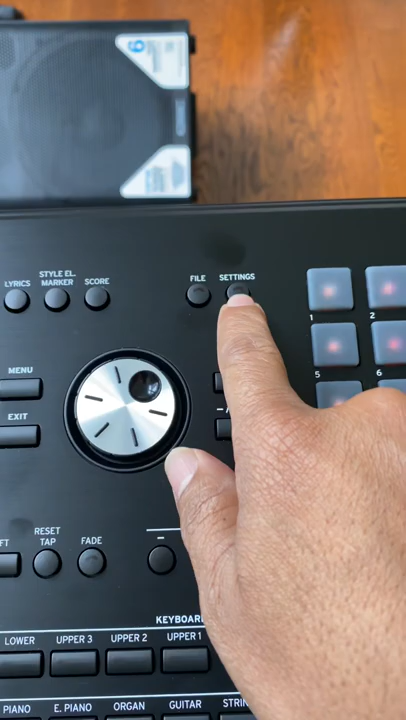 FILE
SETTINGS
LYRICS
STYLE EL.
MARKER
SCORE
1
2
MENU
5
6
EXIT
RESET
TAP
FADE
LOWER
UPPER 3
UPPER 2
UPPER 1
PIANO
E. PIANO
ORGAN
GUITAR